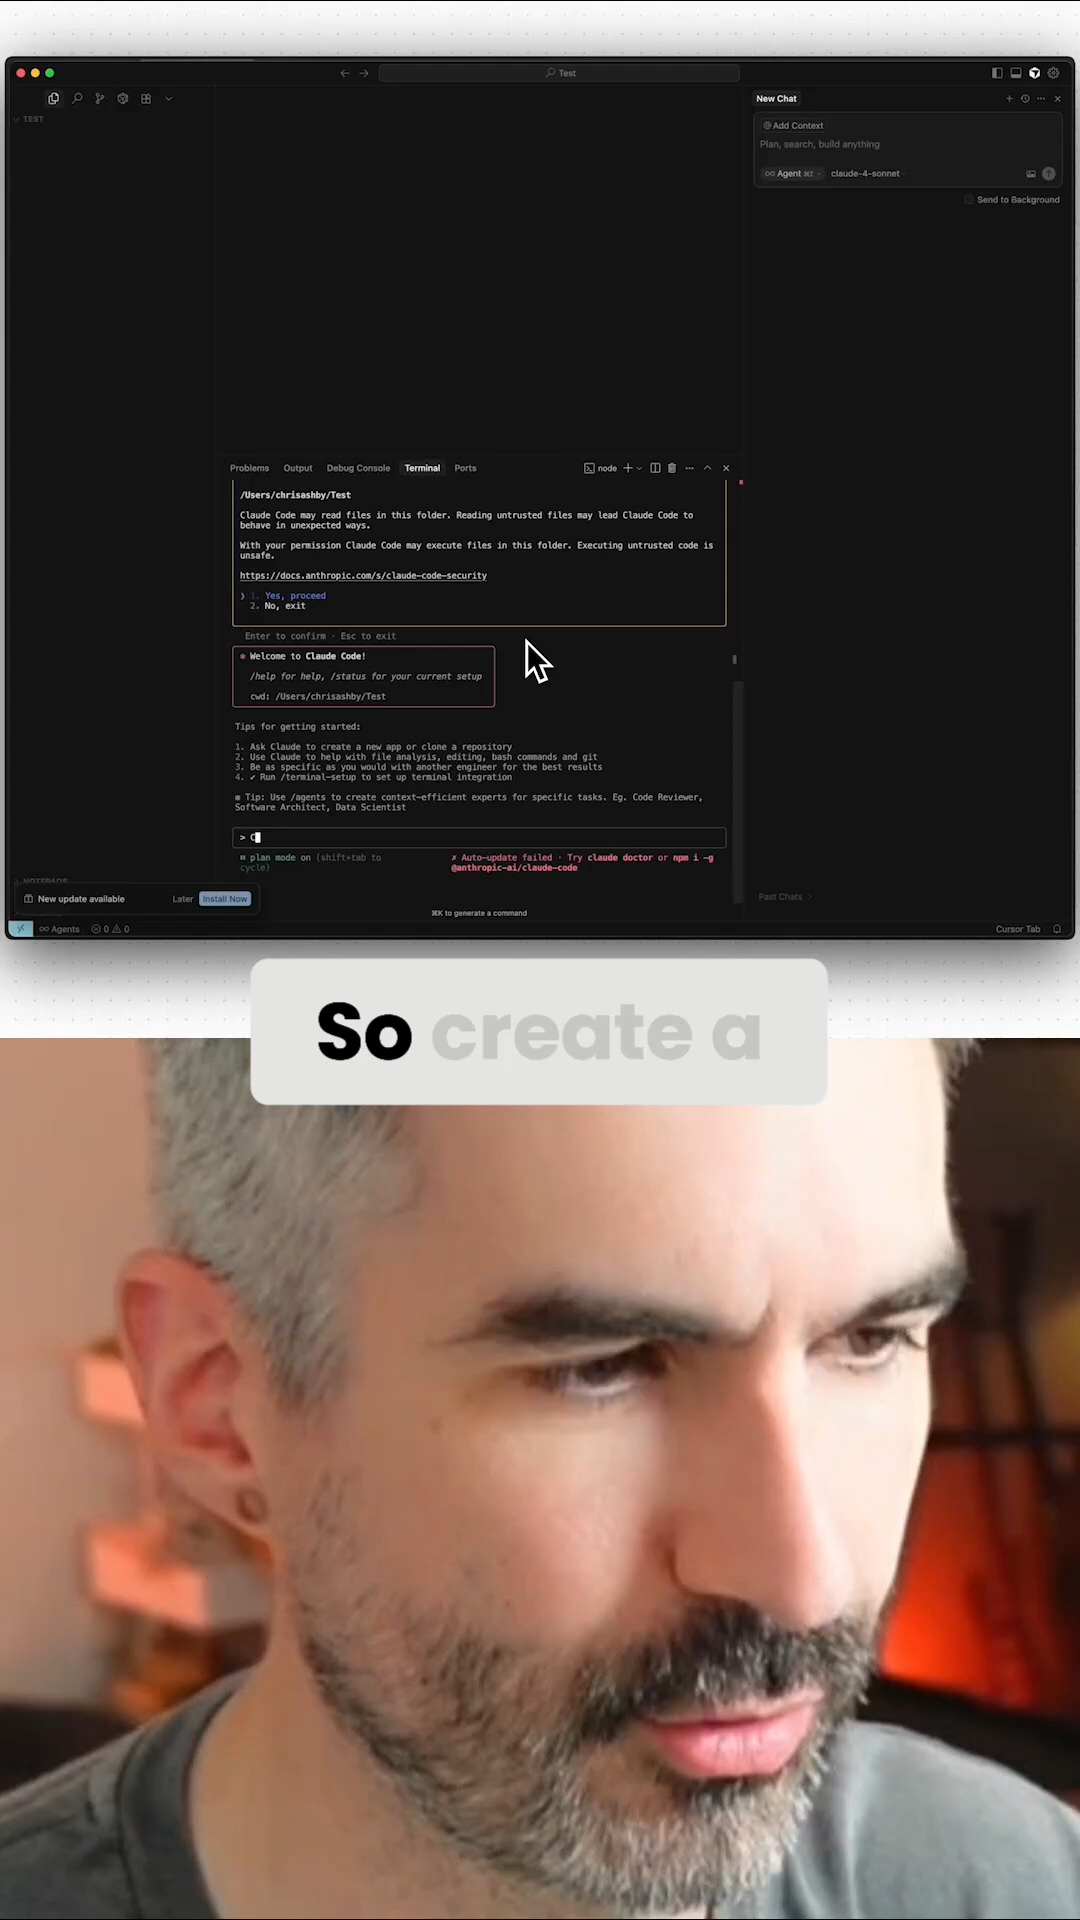 Test
TEST
New Chat
@ Add Context
Plan, search, build anything
∞ Agent ⌘I
claude-4-sonnet
Send to Background
Problems
Output
Debug Console
Terminal
Ports
node
/Users/chrisashby/Test
Claude Code may read files in this folder. Reading untrusted files may lead Claude Code to
behave in unexpected ways.
With your permission Claude Code may execute files in this folder. Executing untrusted code is
unsafe.
https://docs.anthropic.com/s/claude-code-security
❯ 1. Yes, proceed
2. No, exit
Enter to confirm · Esc to exit
Welcome to Claude Code!
/help for help, /status for your current setup
cwd: /Users/chrisashby/Test
Tips for getting started:
1. Ask Claude to create a new app or clone a repository
2. Use Claude to help with file analysis, editing, bash commands and git
3. Be as specific as you would with another engineer for the best results
4. ✔ Run /terminal-setup to set up terminal integration
Tip: Use /agents to create context-efficient experts for specific tasks. Eg. Code Reviewer,
Software Architect, Data Scientist
> C
plan mode on (shift+tab to
cycle)
✗ Auto-update failed · Try claude doctor or npm i -g
@anthropic-ai/claude-code
NOTEPADS
New update available
Later
Install Now
⌘K to generate a command
Past Chats
Agents
0
0
Cursor Tab
So create a